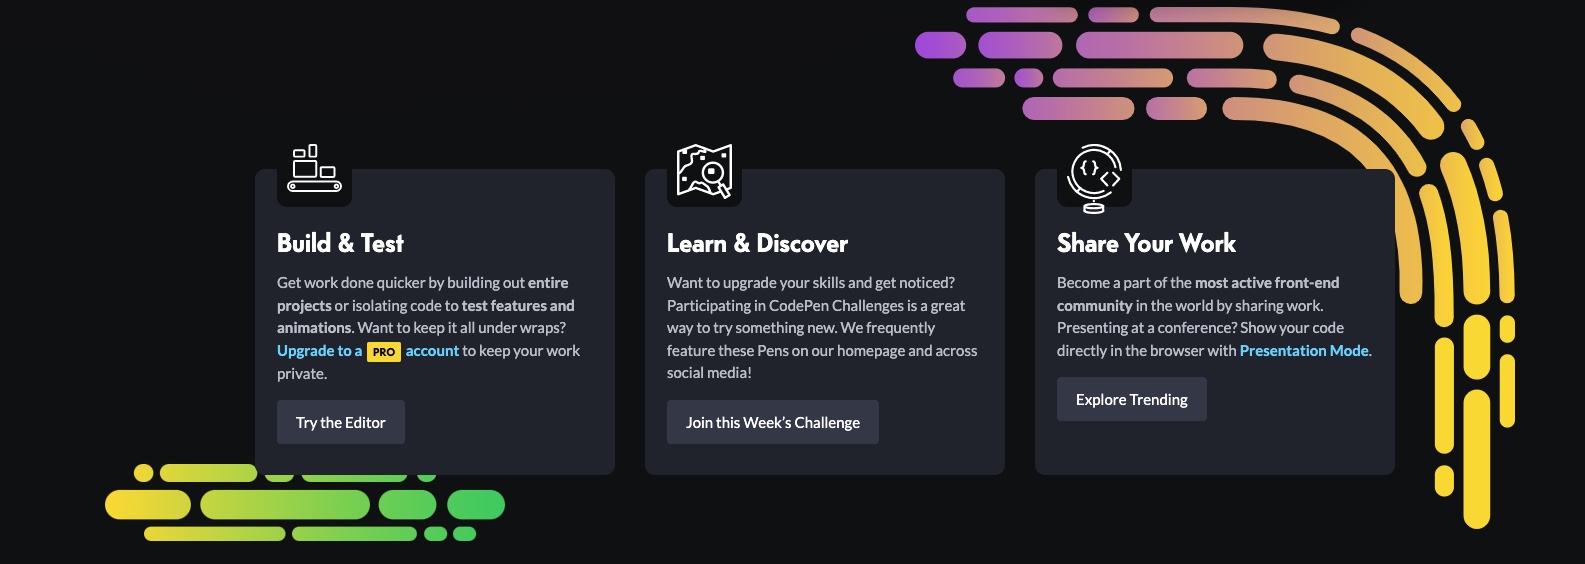 Build & Test
Get work done quicker by building out entire
projects or isolating code to test features and
animations. Want to keep it all under wraps?
Upgrade to a PRO account to keep your work
private.
Try the Editor
Learn & Discover
Want to upgrade your skills and get noticed?
Participating in CodePen Challenges is a great
way to try something new. We frequently
feature these Pens on our homepage and across
social media!
Join this Week’s Challenge
{ }
< >
Share Your Work
Become a part of the most active front-end
community in the world by sharing work.
Presenting at a conference? Show your code
directly in the browser with Presentation Mode.
Explore Trending